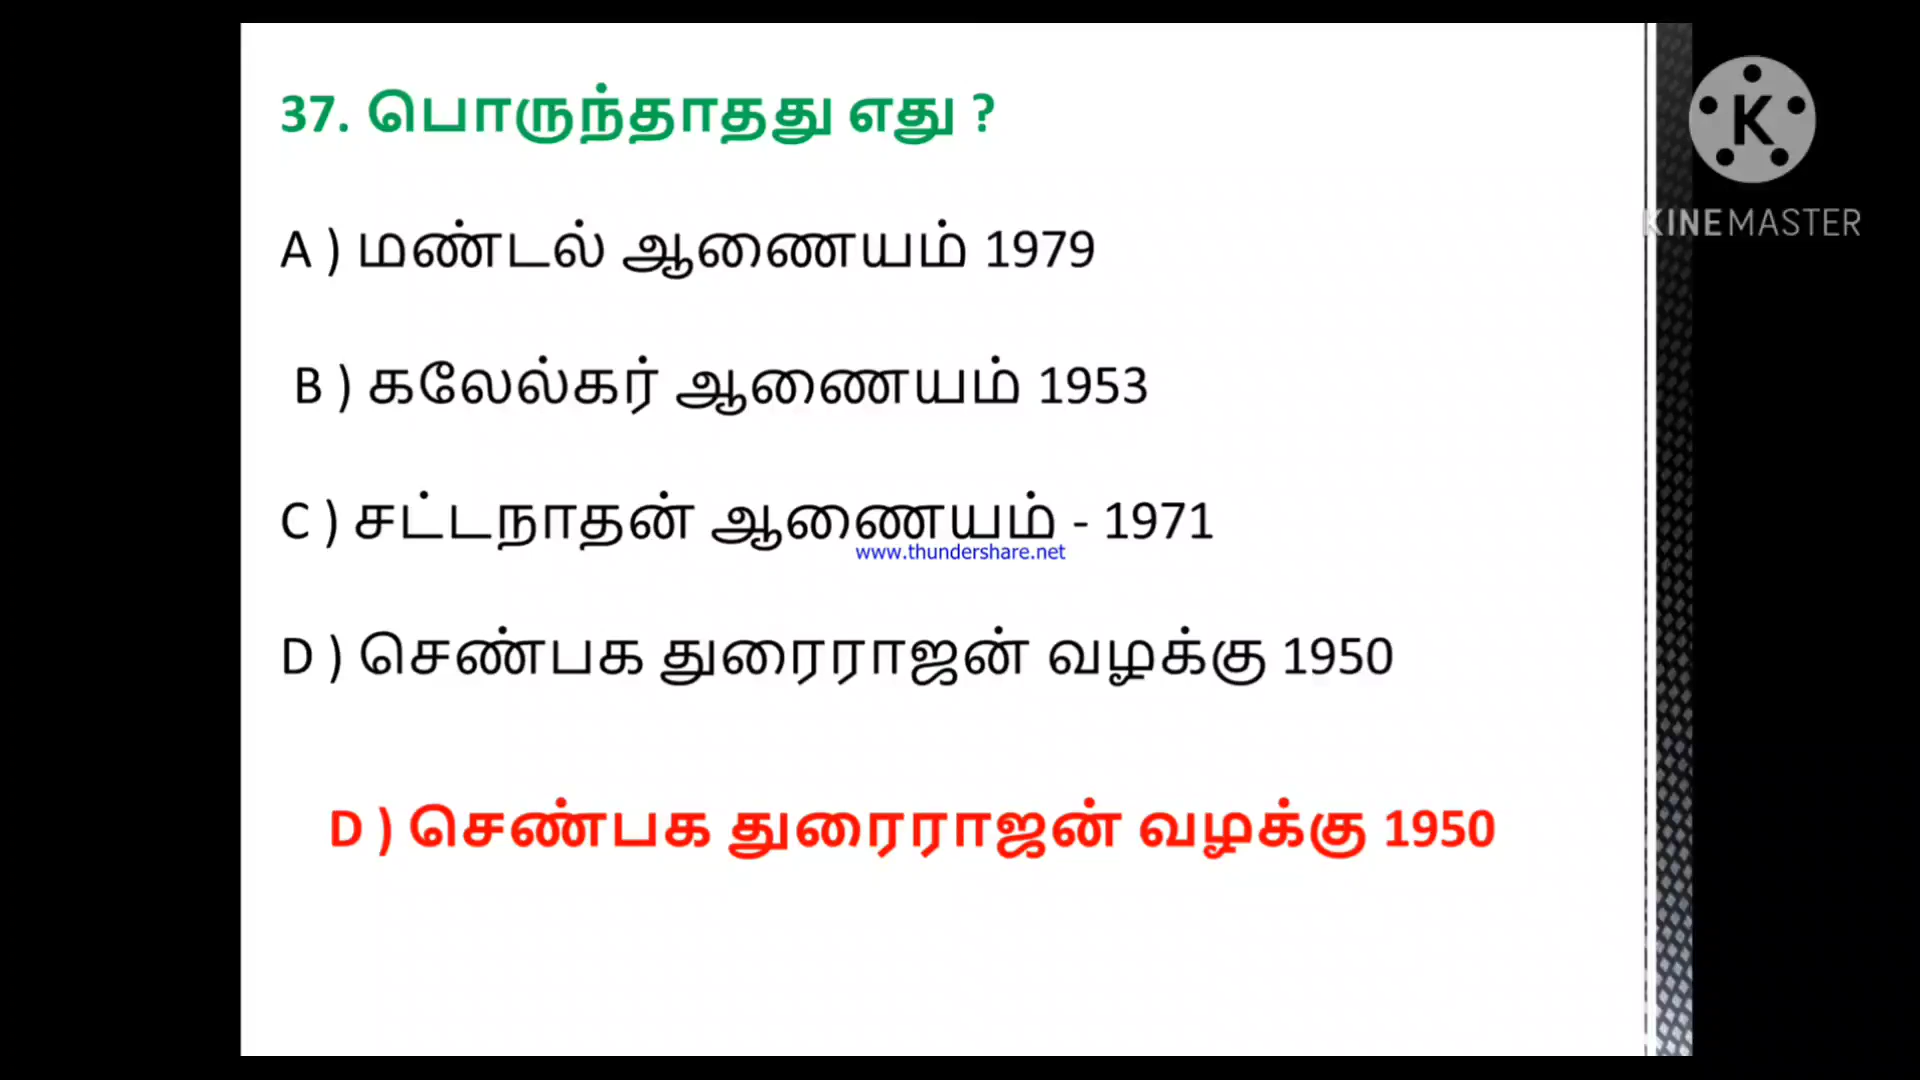 37. பொருந்தாதது எது ?
K
KINEMASTER
A ) மண்டல் ஆணையம் 1979
B ) கலேல்கர் ஆணையம் 1953
C ) சட்டநாதன் ஆணையம் - 1971
www.thundershare.net
D ) செண்பக துரைராஜன் வழக்கு 1950
D ) செண்பக துரைராஜன் வழக்கு 1950